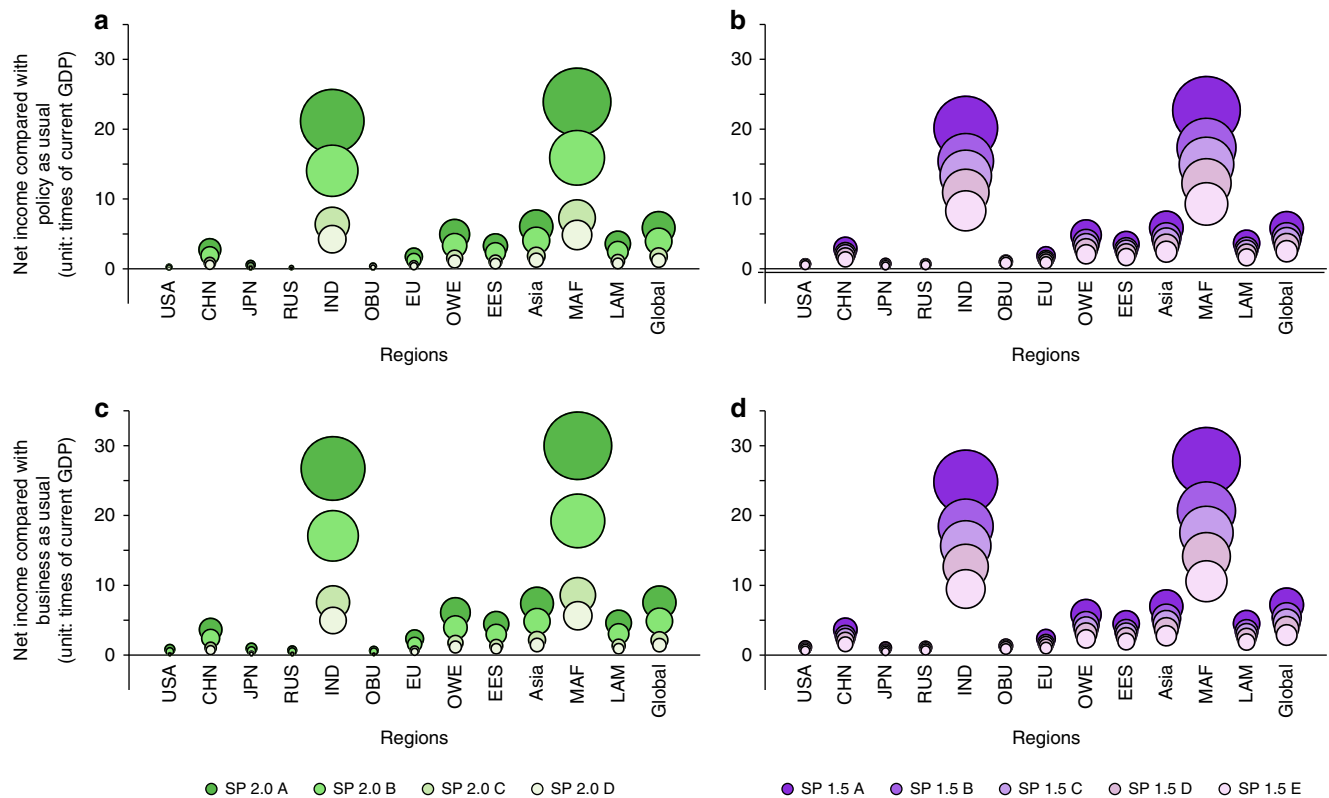 a
Net income compared with
policy as usual
(unit: times of current GDP)
30
20
10
0
USA
CHN
JPN
RUS
IND
OBU
EU
OWE
EES
Asia
MAF
LAM
Global
Regions
b
30
20
10
0
USA
CHN
JPN
RUS
IND
OBU
EU
OWE
EES
Asia
MAF
LAM
Global
Regions
c
Net income compared with
business as usual
(unit: times of current GDP)
30
20
10
0
USA
CHN
JPN
RUS
IND
OBU
EU
OWE
EES
Asia
MAF
LAM
Global
Regions
d
30
20
10
0
USA
CHN
JPN
RUS
IND
OBU
EU
OWE
EES
Asia
MAF
LAM
Global
Regions
SP 2.0 A SP 2.0 B SP 2.0 C SP 2.0 D
SP 1.5 A SP 1.5 B SP 1.5 C SP 1.5 D SP 1.5 E